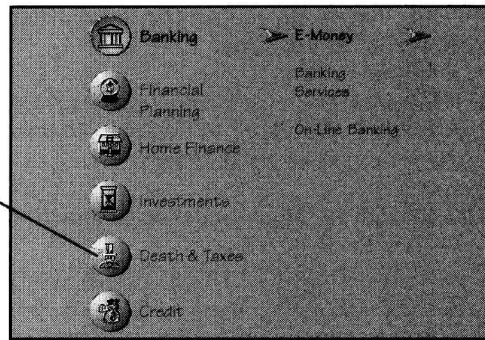 Banking
E-Money
Financial
Planning
Banking
Services
Home Finance
On-Line Banking
Investments
Death & Taxes
Credit